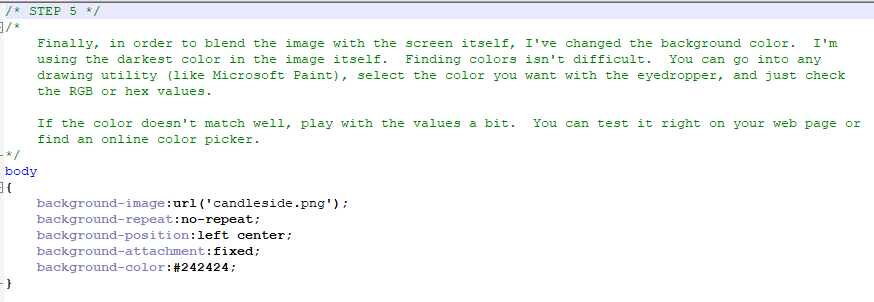 /* STEP 5 */
/*
Finally, in order to blend the image with the screen itself, I've changed the background color.  I'm
using the darkest color in the image itself.  Finding colors isn't difficult.  You can go into any
drawing utility (like Microsoft Paint), select the color you want with the eyedropper, and just check
the RGB or hex values.
If the color doesn't match well, play with the values a bit.  You can test it right on your web page or
find an online color picker.
*/
body
{
background-image:url('candleside.png');
background-repeat:no-repeat;
background-position:left center;
background-attachment:fixed;
background-color:#242424;
}